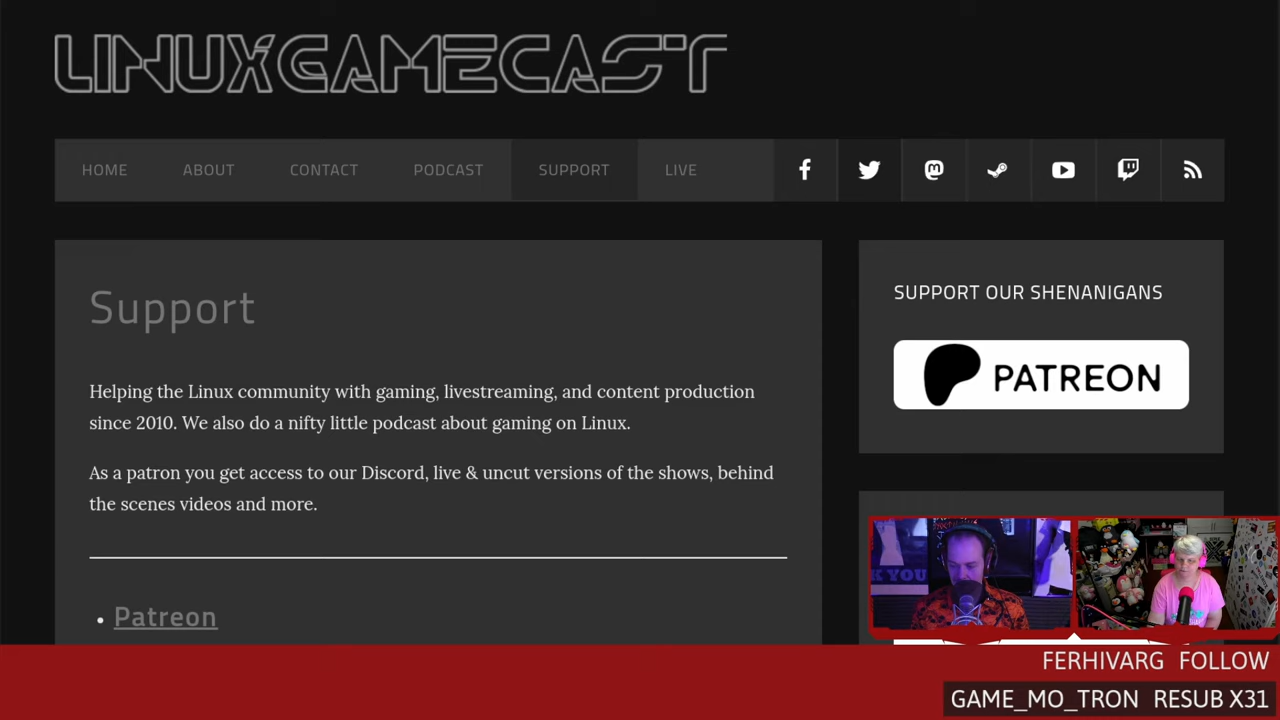 LINUXGAMECAST
HOME ABOUT CONTACT PODCAST SUPPORT LIVE
Support
Helping the Linux community with gaming, livestreaming, and content production
since 2010. We also do a nifty little podcast about gaming on Linux.
As a patron you get access to our Discord, live & uncut versions of the shows, behind
the scenes videos and more.
• Patreon
SUPPORT OUR SHENANIGANS
PATREON
K YOU
FERHIVARG FOLLOW
GAME_MO_TRON RESUB X31